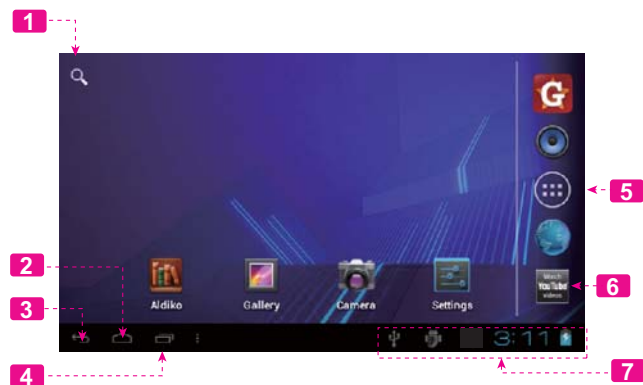 1
G
5
2
Watch
YouTube
videos
6
Aldiko
Gallery
Camera
Settings
3
3:11
4
7